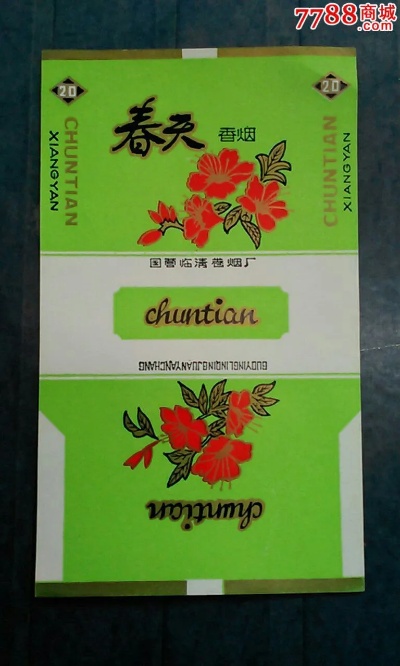 7788商城
.com
20
20
CHUNTIAN
XIANGYAN
春天 香烟
CHUNTIAN
XIANGYAN
国营临清卷烟厂
chuntian
GUOYINGLINQINGJUANYANCHANG
chuntian